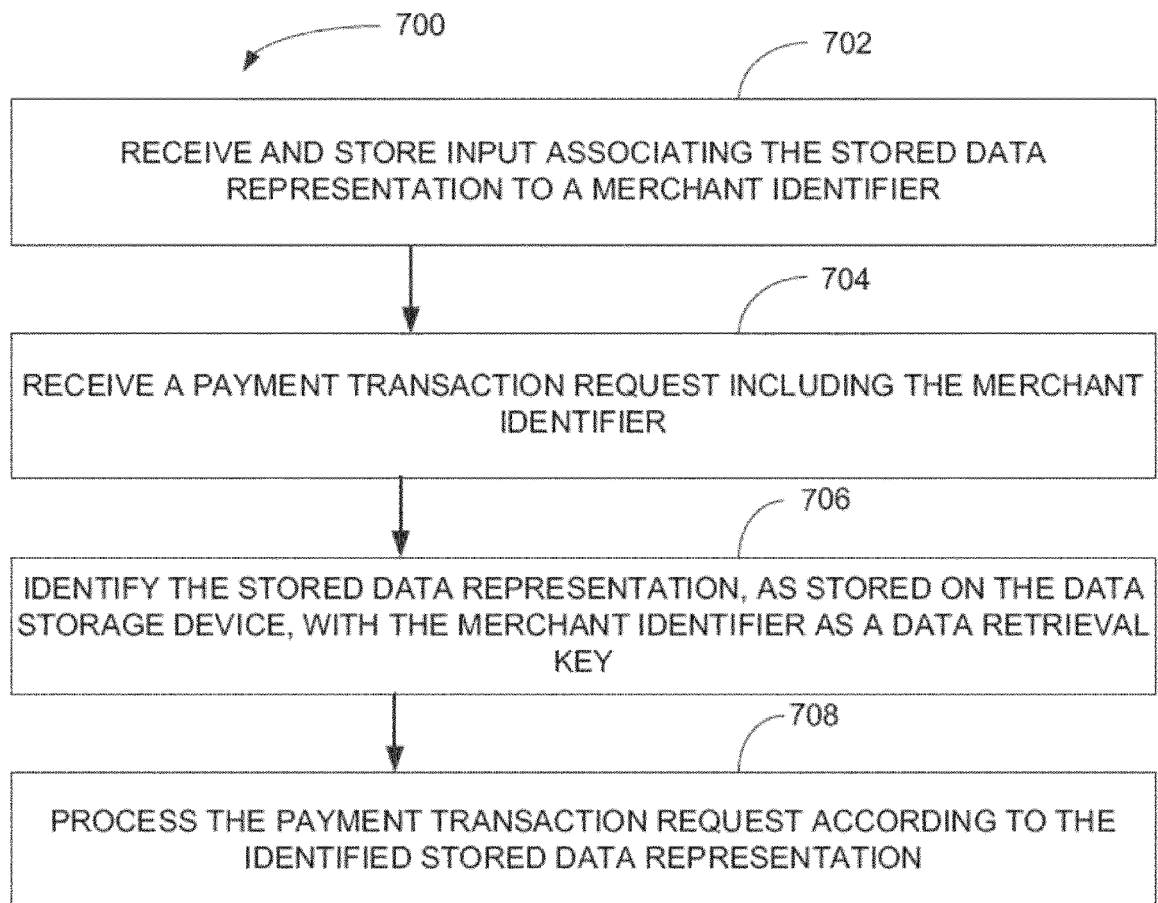 700
702
RECEIVE AND STORE INPUT ASSOCIATING THE STORED DATA
REPRESENTATION TO A MERCHANT IDENTIFIER
704
RECEIVE A PAYMENT TRANSACTION REQUEST INCLUDING THE MERCHANT
IDENTIFIER
706
IDENTIFY THE STORED DATA REPRESENTATION, AS STORED ON THE DATA
STORAGE DEVICE, WITH THE MERCHANT IDENTIFIER AS A DATA RETRIEVAL
KEY
708
PROCESS THE PAYMENT TRANSACTION REQUEST ACCORDING TO THE
IDENTIFIED STORED DATA REPRESENTATION